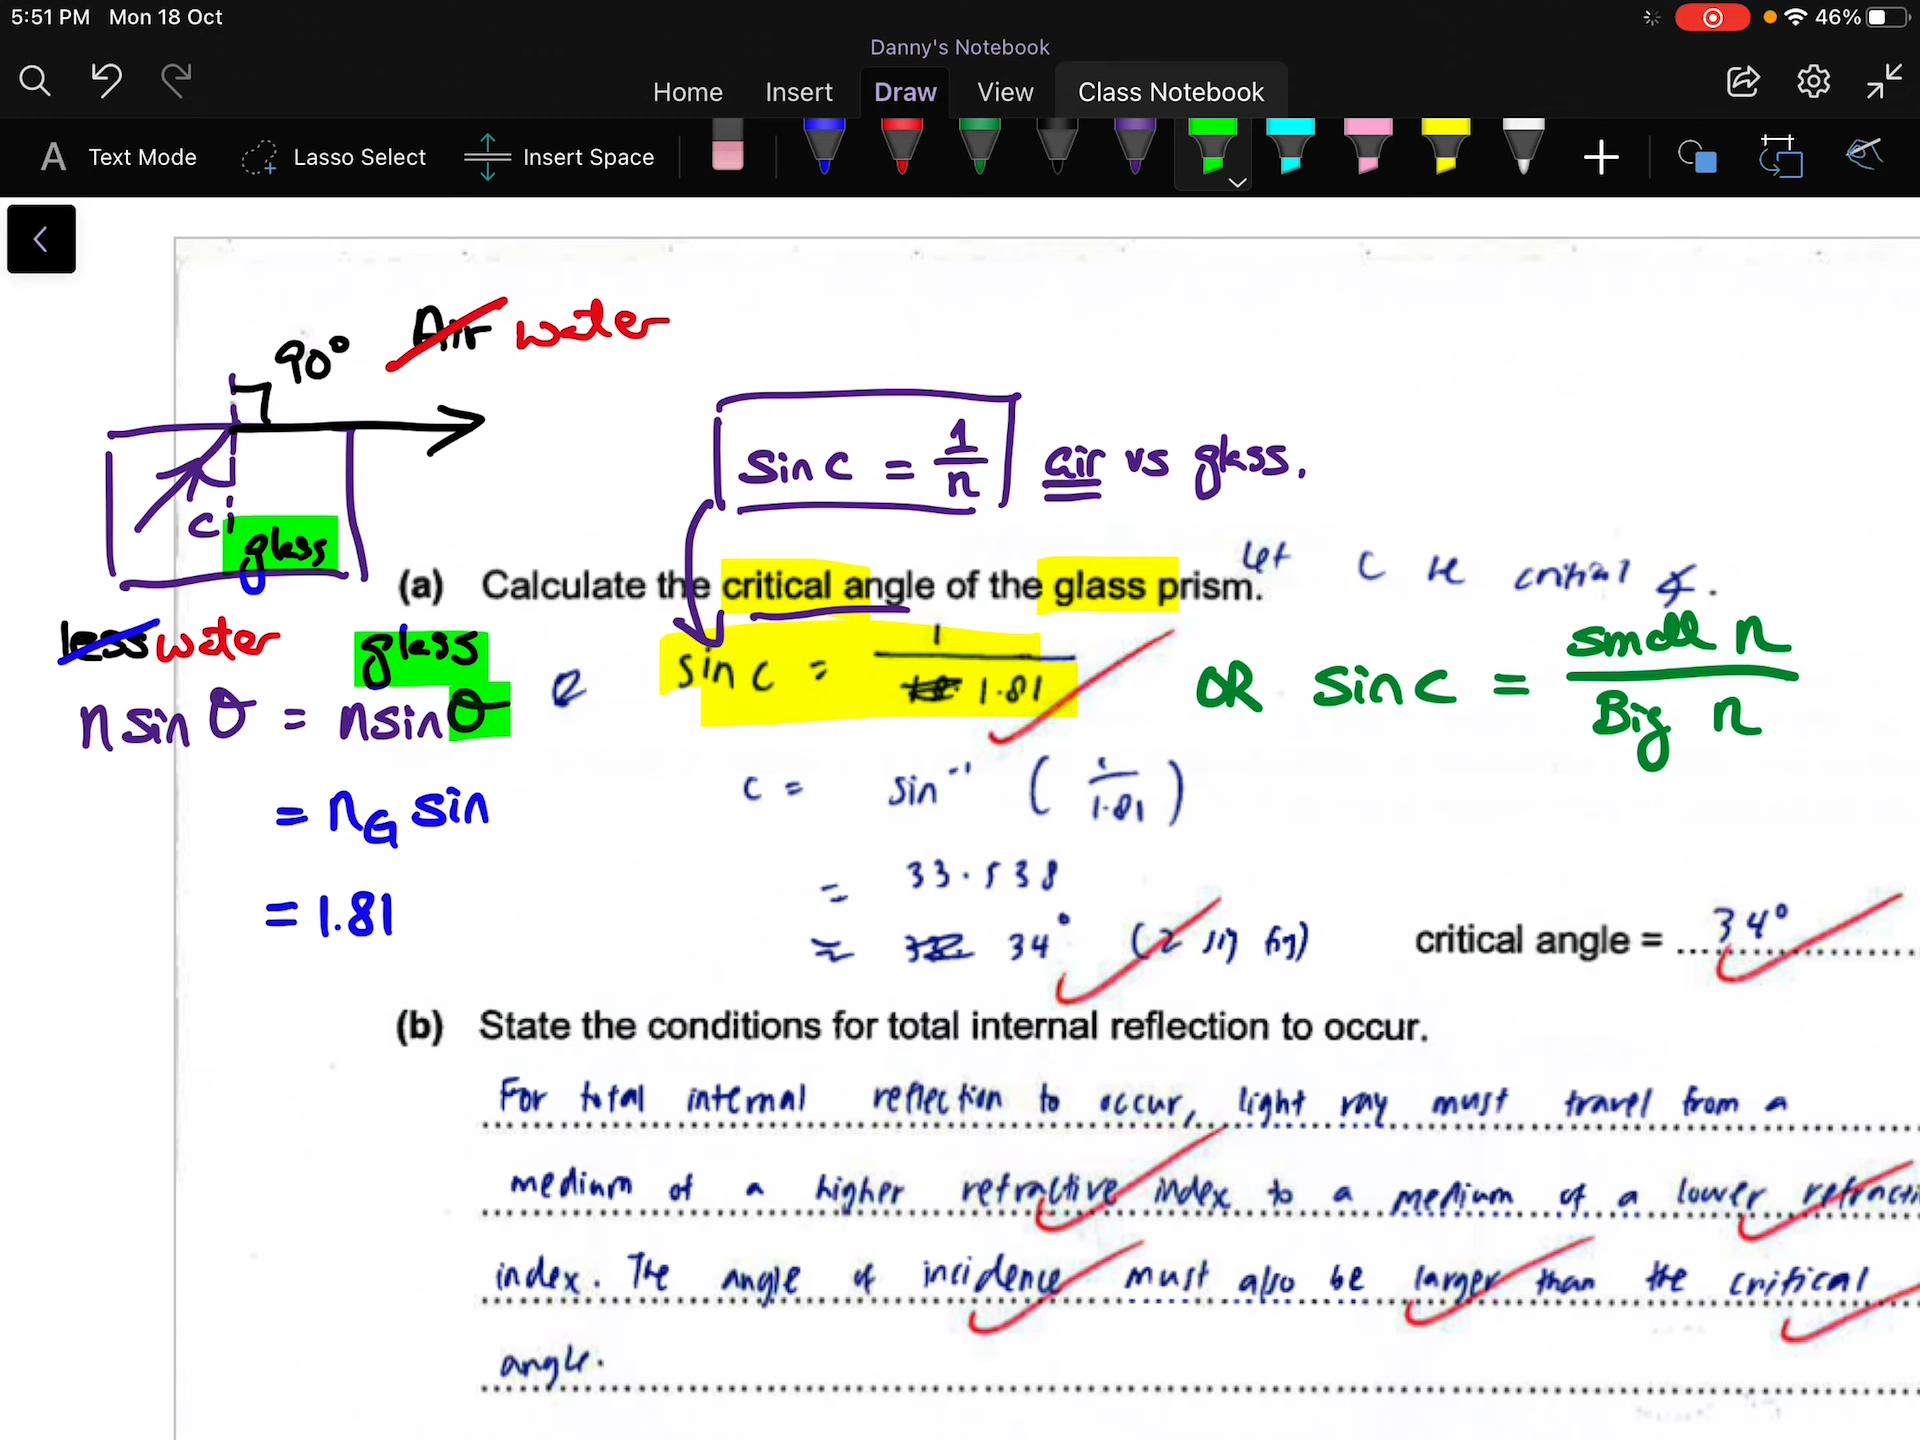 5:51 PM Mon 18 Oct
46%
Danny's Notebook
Home Insert Draw View Class Notebook
A Text Mode Lasso Select Insert Space
90° Air water
sin c = 1/n air vs glass.
c
glass
Let C be critical ∡.
(a) Calculate the critical angle of the glass prism.
less water glass
n sin θ = n sin θ
sin c = 1/1.81
OR sin c = small n/Big n
= nG sin
c = sin⁻¹ (1/1.81)
= 1.81
= 33.538
≈ 34° (2 sig fig)
critical angle = ...34°
(b) State the conditions for total internal reflection to occur.
For total internal reflection to occur, light ray must travel from a
medium of a higher refractive index to a medium of a lower refracti
index. The angle of incidence must also be larger than the critical
angle.